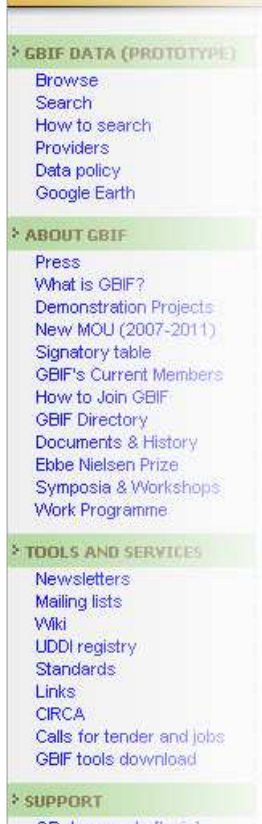 GBIF DATA (PROTOTYPE)
Browse
Search
How to search
Providers
Data policy
Google Earth
ABOUT GBIF
Press
What is GBIF?
Demonstration Projects
New MOU (2007-2011)
Signatory table
GBIF's Current Members
How to Join GBIF
GBIF Directory
Documents & History
Ebbe Nielsen Prize
Symposia & Workshops
Work Programme
TOOLS AND SERVICES
Newsletters
Mailing lists
Wiki
UDDI registry
Standards
Links
CIRCA
Calls for tender and jobs
GBIF tools download
SUPPORT